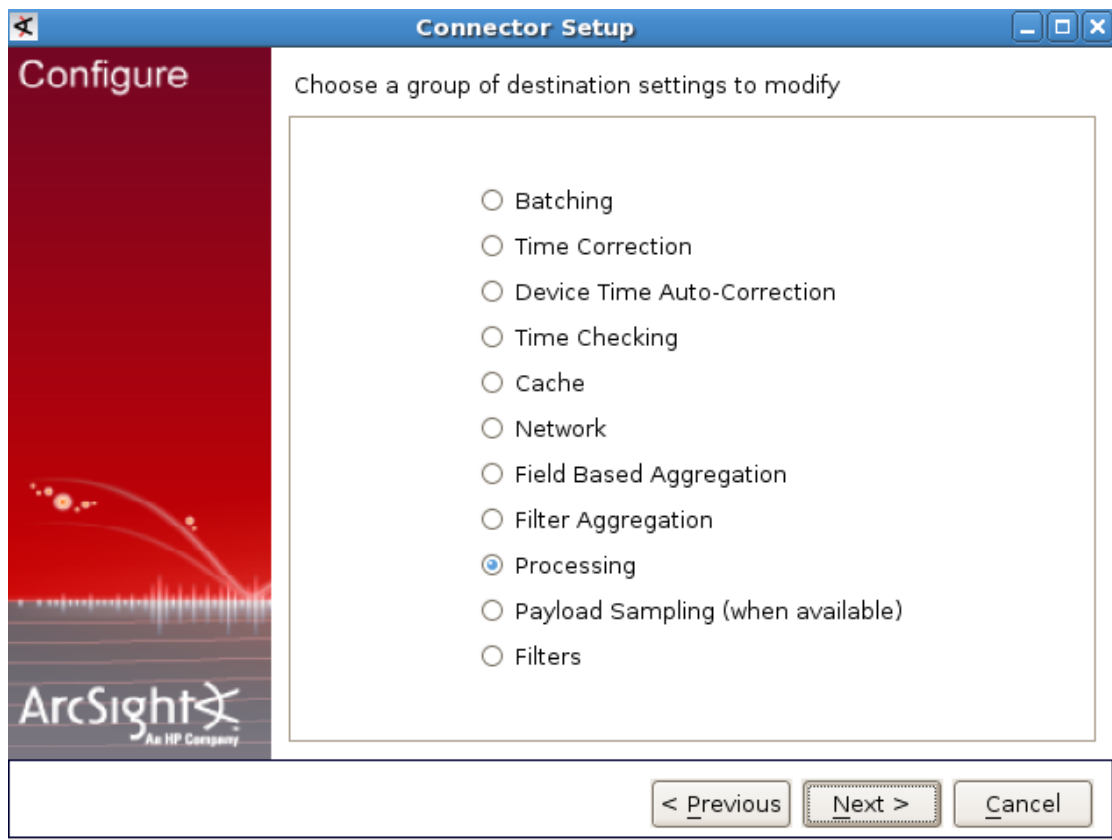 Connector Setup
Configure
Choose a group of destination settings to modify
Batching
Time Correction
Device Time Auto-Correction
Time Checking
Cache
Network
Field Based Aggregation
Filter Aggregation
Processing
Payload Sampling (when available)
Filters
ArcSight
An HP Company
< Previous
Next >
Cancel